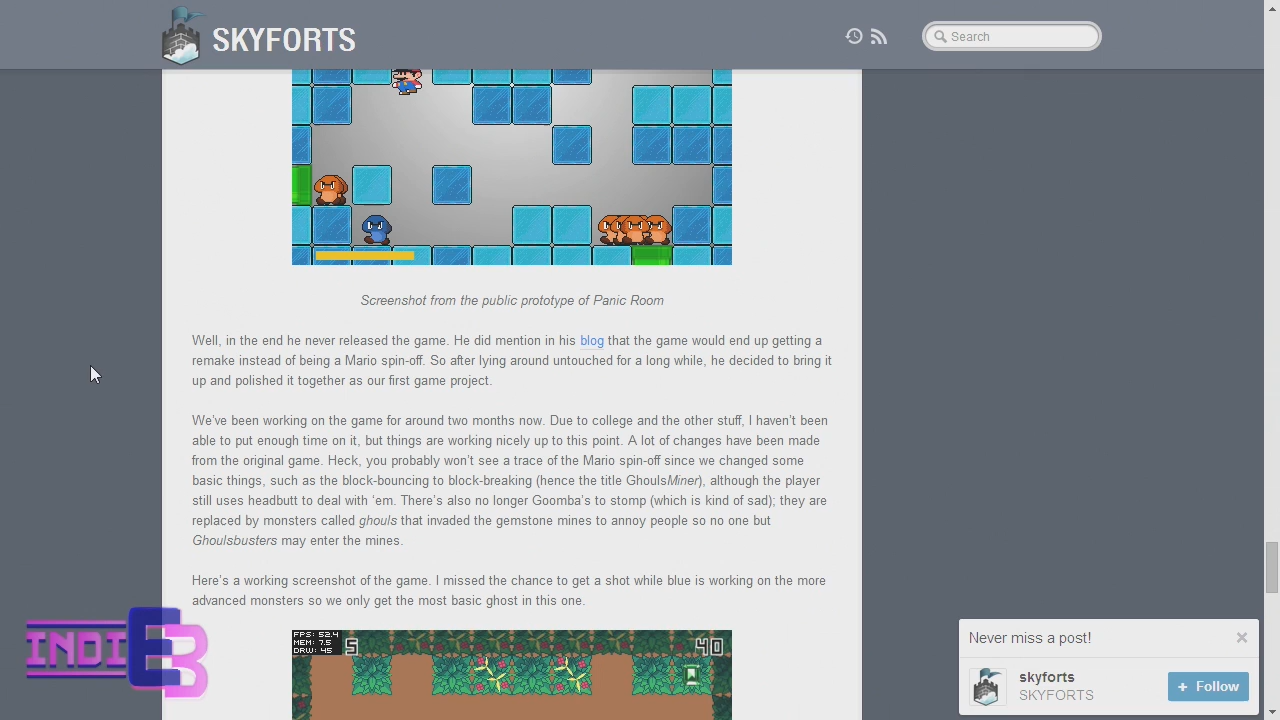 SKYFORTS
Search
Screenshot from the public prototype of Panic Room
Well, in the end he never released the game. He did mention in his blog that the game would end up getting a
remake instead of being a Mario spin-off. So after lying around untouched for a long while, he decided to bring it
up and polished it together as our first game project.
We've been working on the game for around two months now. Due to college and the other stuff, I haven't been
able to put enough time on it, but things are working nicely up to this point. A lot of changes have been made
from the original game. Heck, you probably won't see a trace of the Mario spin-off since we changed some
basic things, such as the block-bouncing to block-breaking (hence the title GhoulsMiner), although the player
still uses headbutt to deal with 'em. There's also no longer Goomba's to stomp (which is kind of sad); they are
replaced by monsters called ghouls that invaded the gemstone mines to annoy people so no one but
Ghoulsbusters may enter the mines.
Here's a working screenshot of the game. I missed the chance to get a shot while blue is working on the more
advanced monsters so we only get the most basic ghost in this one.
FPS: 52.4
MEM: 7.5
DRW: 45
5
40
INDIE3
Never miss a post!
skyforts
SKYFORTS
+ Follow